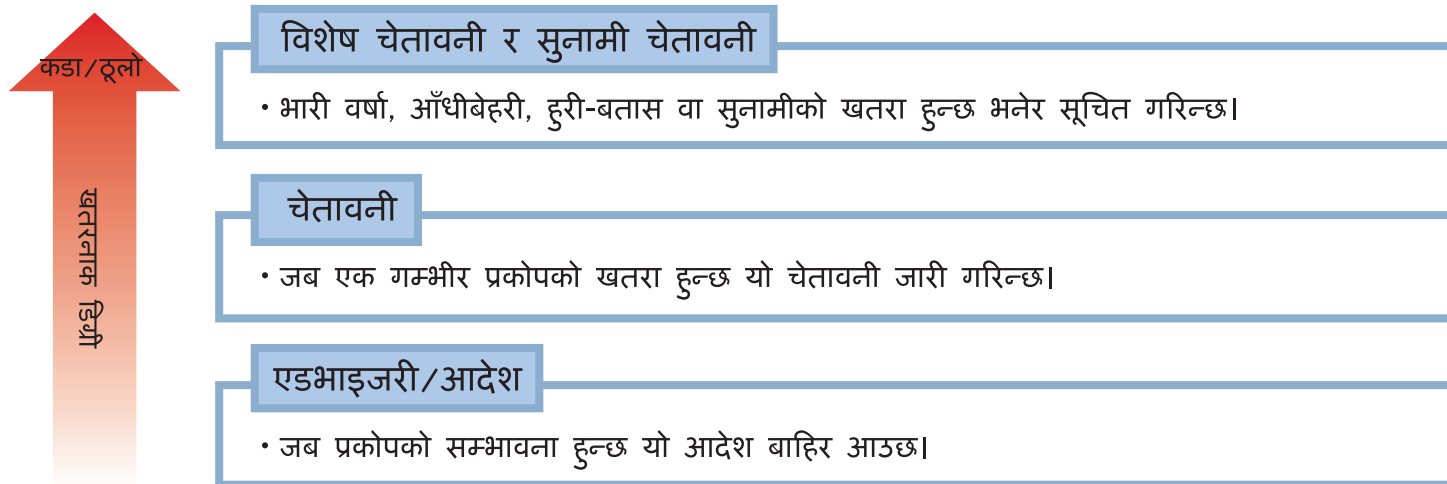 कडा/ठूलो
खतरनाक डिग्री
विशेष चेतावनी र सुनामी चेतावनी
・भारी वर्षा, आँधीबेहरी, हुरी-बतास वा सुनामीको खतरा हुन्छ भनेर सूचित गरिन्छ।
चेतावनी
・जब एक गम्भीर प्रकोपको खतरा हुन्छ यो चेतावनी जारी गरिन्छ।
एडभाइजरी/आदेश
・जब प्रकोपको सम्भावना हुन्छ यो आदेश बाहिर आउछ।